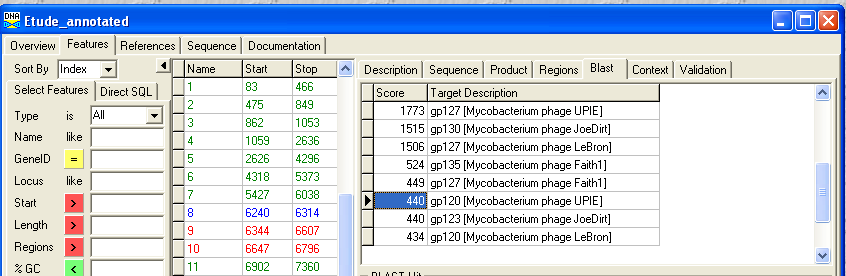 DNA Etude_annotated
Overview Features References Sequence Documentation
Sort By Index
Select Features Direct SQL
Type is All
Name like
GeneID =
Locus like
Start >
Length >
Regions >
% GC <
Name Start Stop
1 83 466
2 475 849
3 862 1053
4 1059 2636
5 2626 4296
6 4318 5373
7 5427 6038
8 6240 6314
9 6344 6607
10 6647 6796
11 6902 7360
Description Sequence Product Regions Blast Context Validation
Score Target Description
1773 gp127 [Mycobacterium phage UPIE]
1515 gp130 [Mycobacterium phage JoeDirt]
1506 gp127 [Mycobacterium phage LeBron]
524 gp135 [Mycobacterium phage Faith1]
449 gp127 [Mycobacterium phage Faith1]
440 gp120 [Mycobacterium phage UPIE]
440 gp123 [Mycobacterium phage JoeDirt]
434 gp120 [Mycobacterium phage LeBron]
BLAST Hit